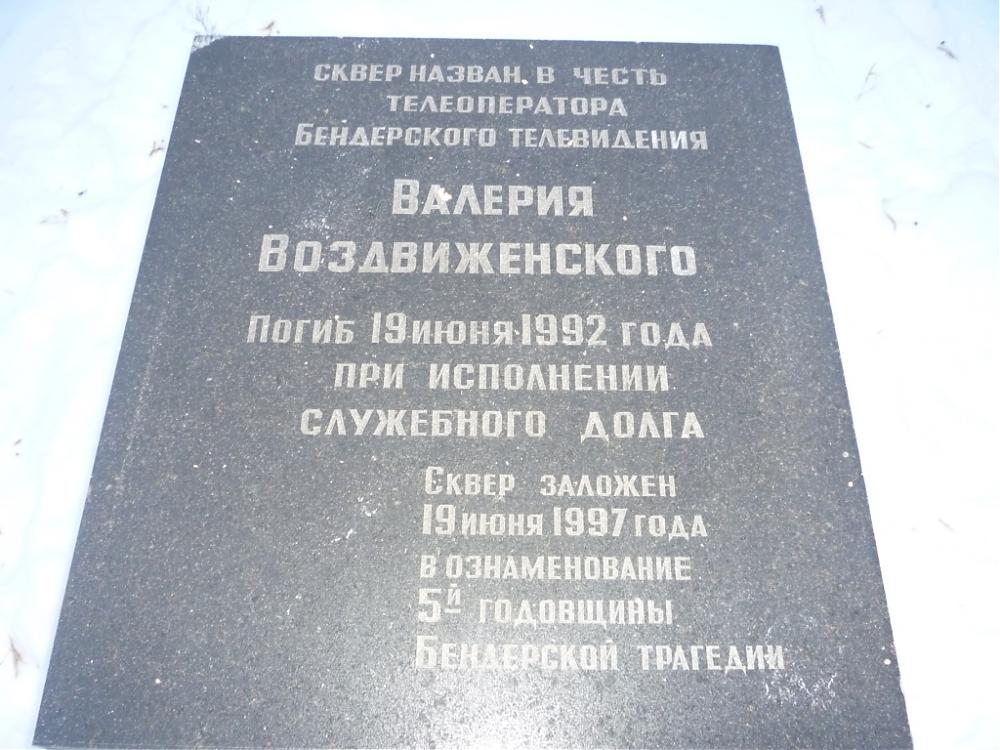 СКВЕР НАЗВАН В ЧЕСТЬ
ТЕЛЕОПЕРАТОРА
БЕНДЕРСКОГО ТЕЛЕВИДЕНИЯ
ВАЛЕРИЯ
ВОЗДВИЖЕНСКОГО
ПОГИБ 19 ИЮНЯ 1992 ГОДА
ПРИ ИСПОЛНЕНИИ
СЛУЖЕБНОГО ДОЛГА
СКВЕР ЗАЛОЖЕН
19 ИЮНЯ 1997 ГОДА
В ОЗНАМЕНОВАНИЕ
5й ГОДОВЩИНЫ
БЕНДЕРСКОЙ ТРАГЕДИИ